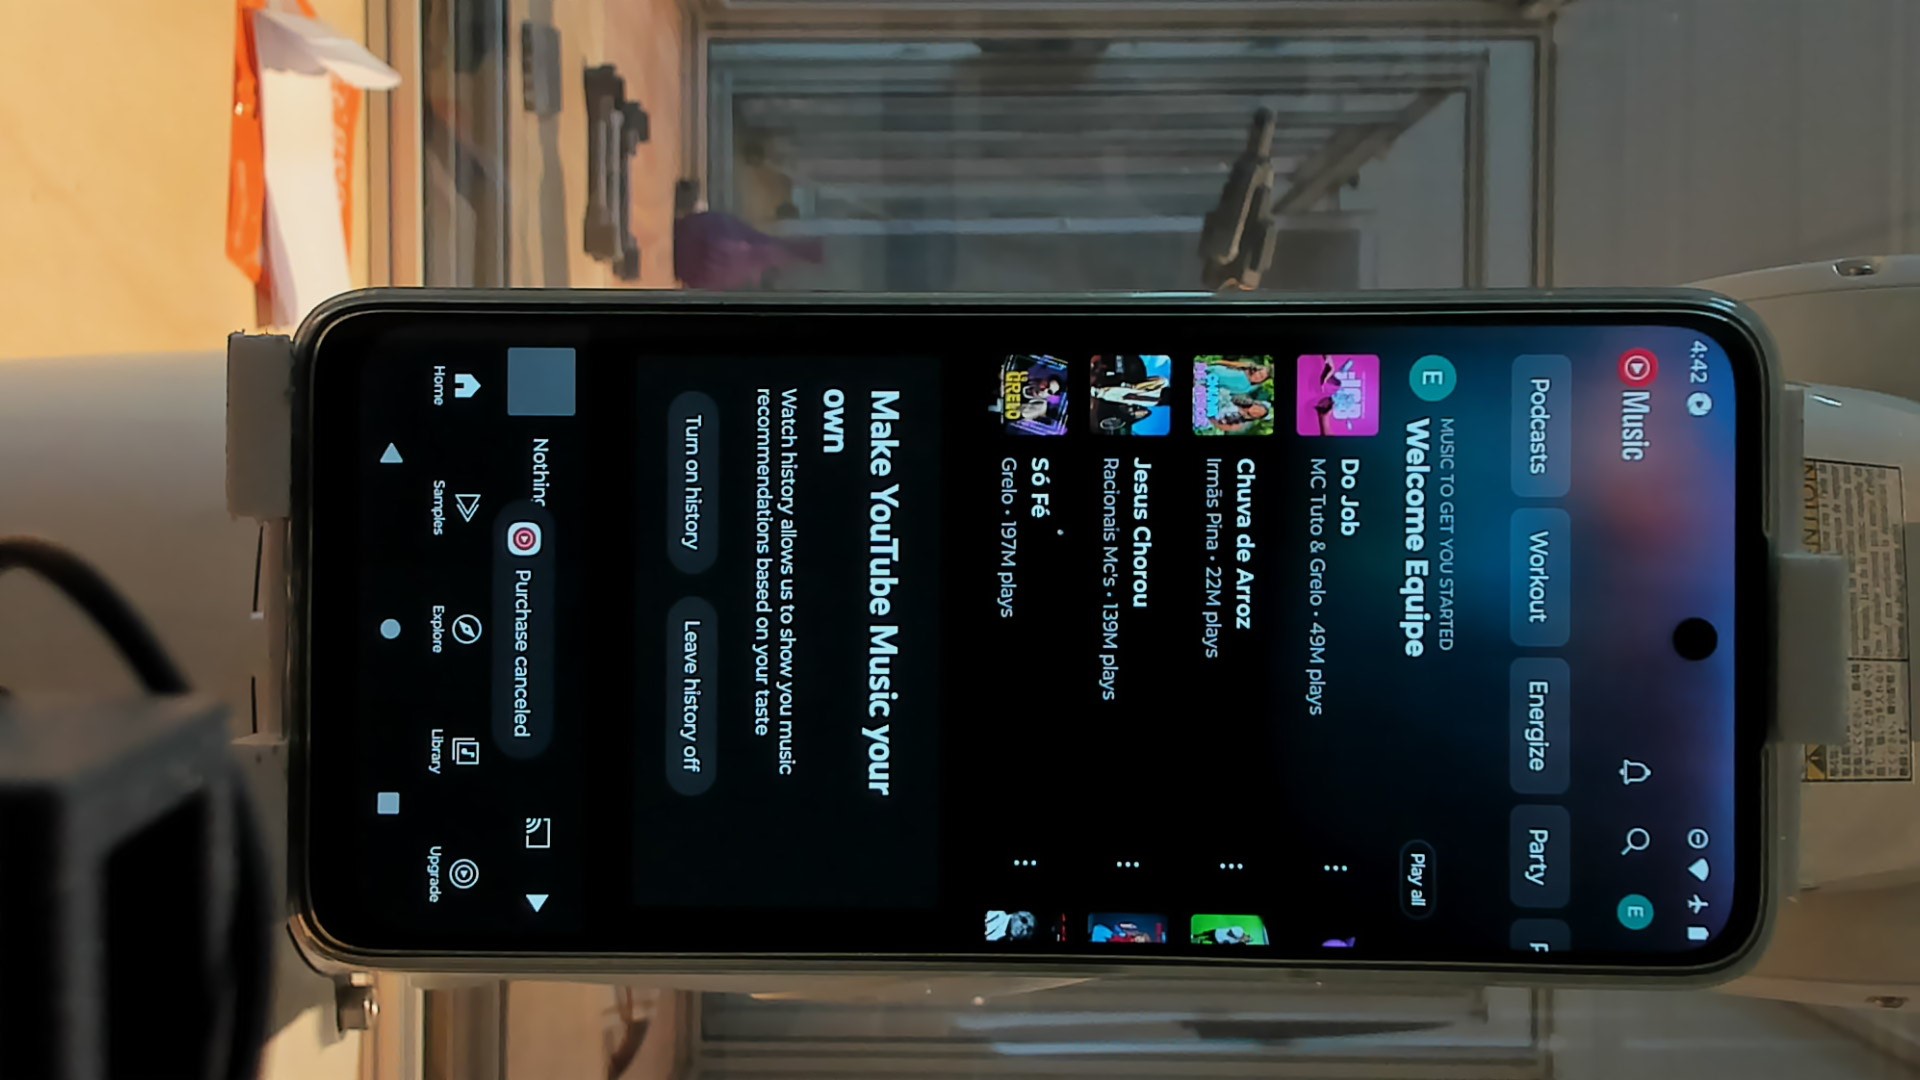 4:42
Music
E
Podcasts
Workout
Energize
Party
MUSIC TO GET YOU STARTED
E
Welcome Equipe
Play all
Do Job
MC Tuto & Grelo • 49M plays
Chuva de Arroz
Irmãs Pina • 22M plays
Jesus Chorou
Racionais Mc's • 139M plays
Só Fé
Grelo • 197M plays
Make YouTube Music your
own
Watch history allows us to show you music
recommendations based on your taste
Turn on history
Leave history off
Purchase canceled
Home
Samples
Explore
Library
Upgrade